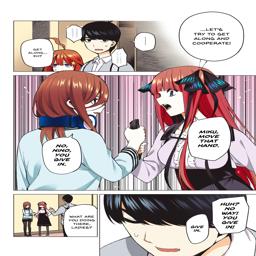 ...LET'S
TRY TO GET
ALONG AND
COOPERATE!
GET
ALONG...
MIKU,
MOVE
THAT
HAND.
NO,
NINO,
YOU
GIVE
IN.
WHAT ARE
YOU DOING
THERE,
LADIES?
HUH?
NO
WAY!
YOU
GIVE IN!
GIVE
IN.